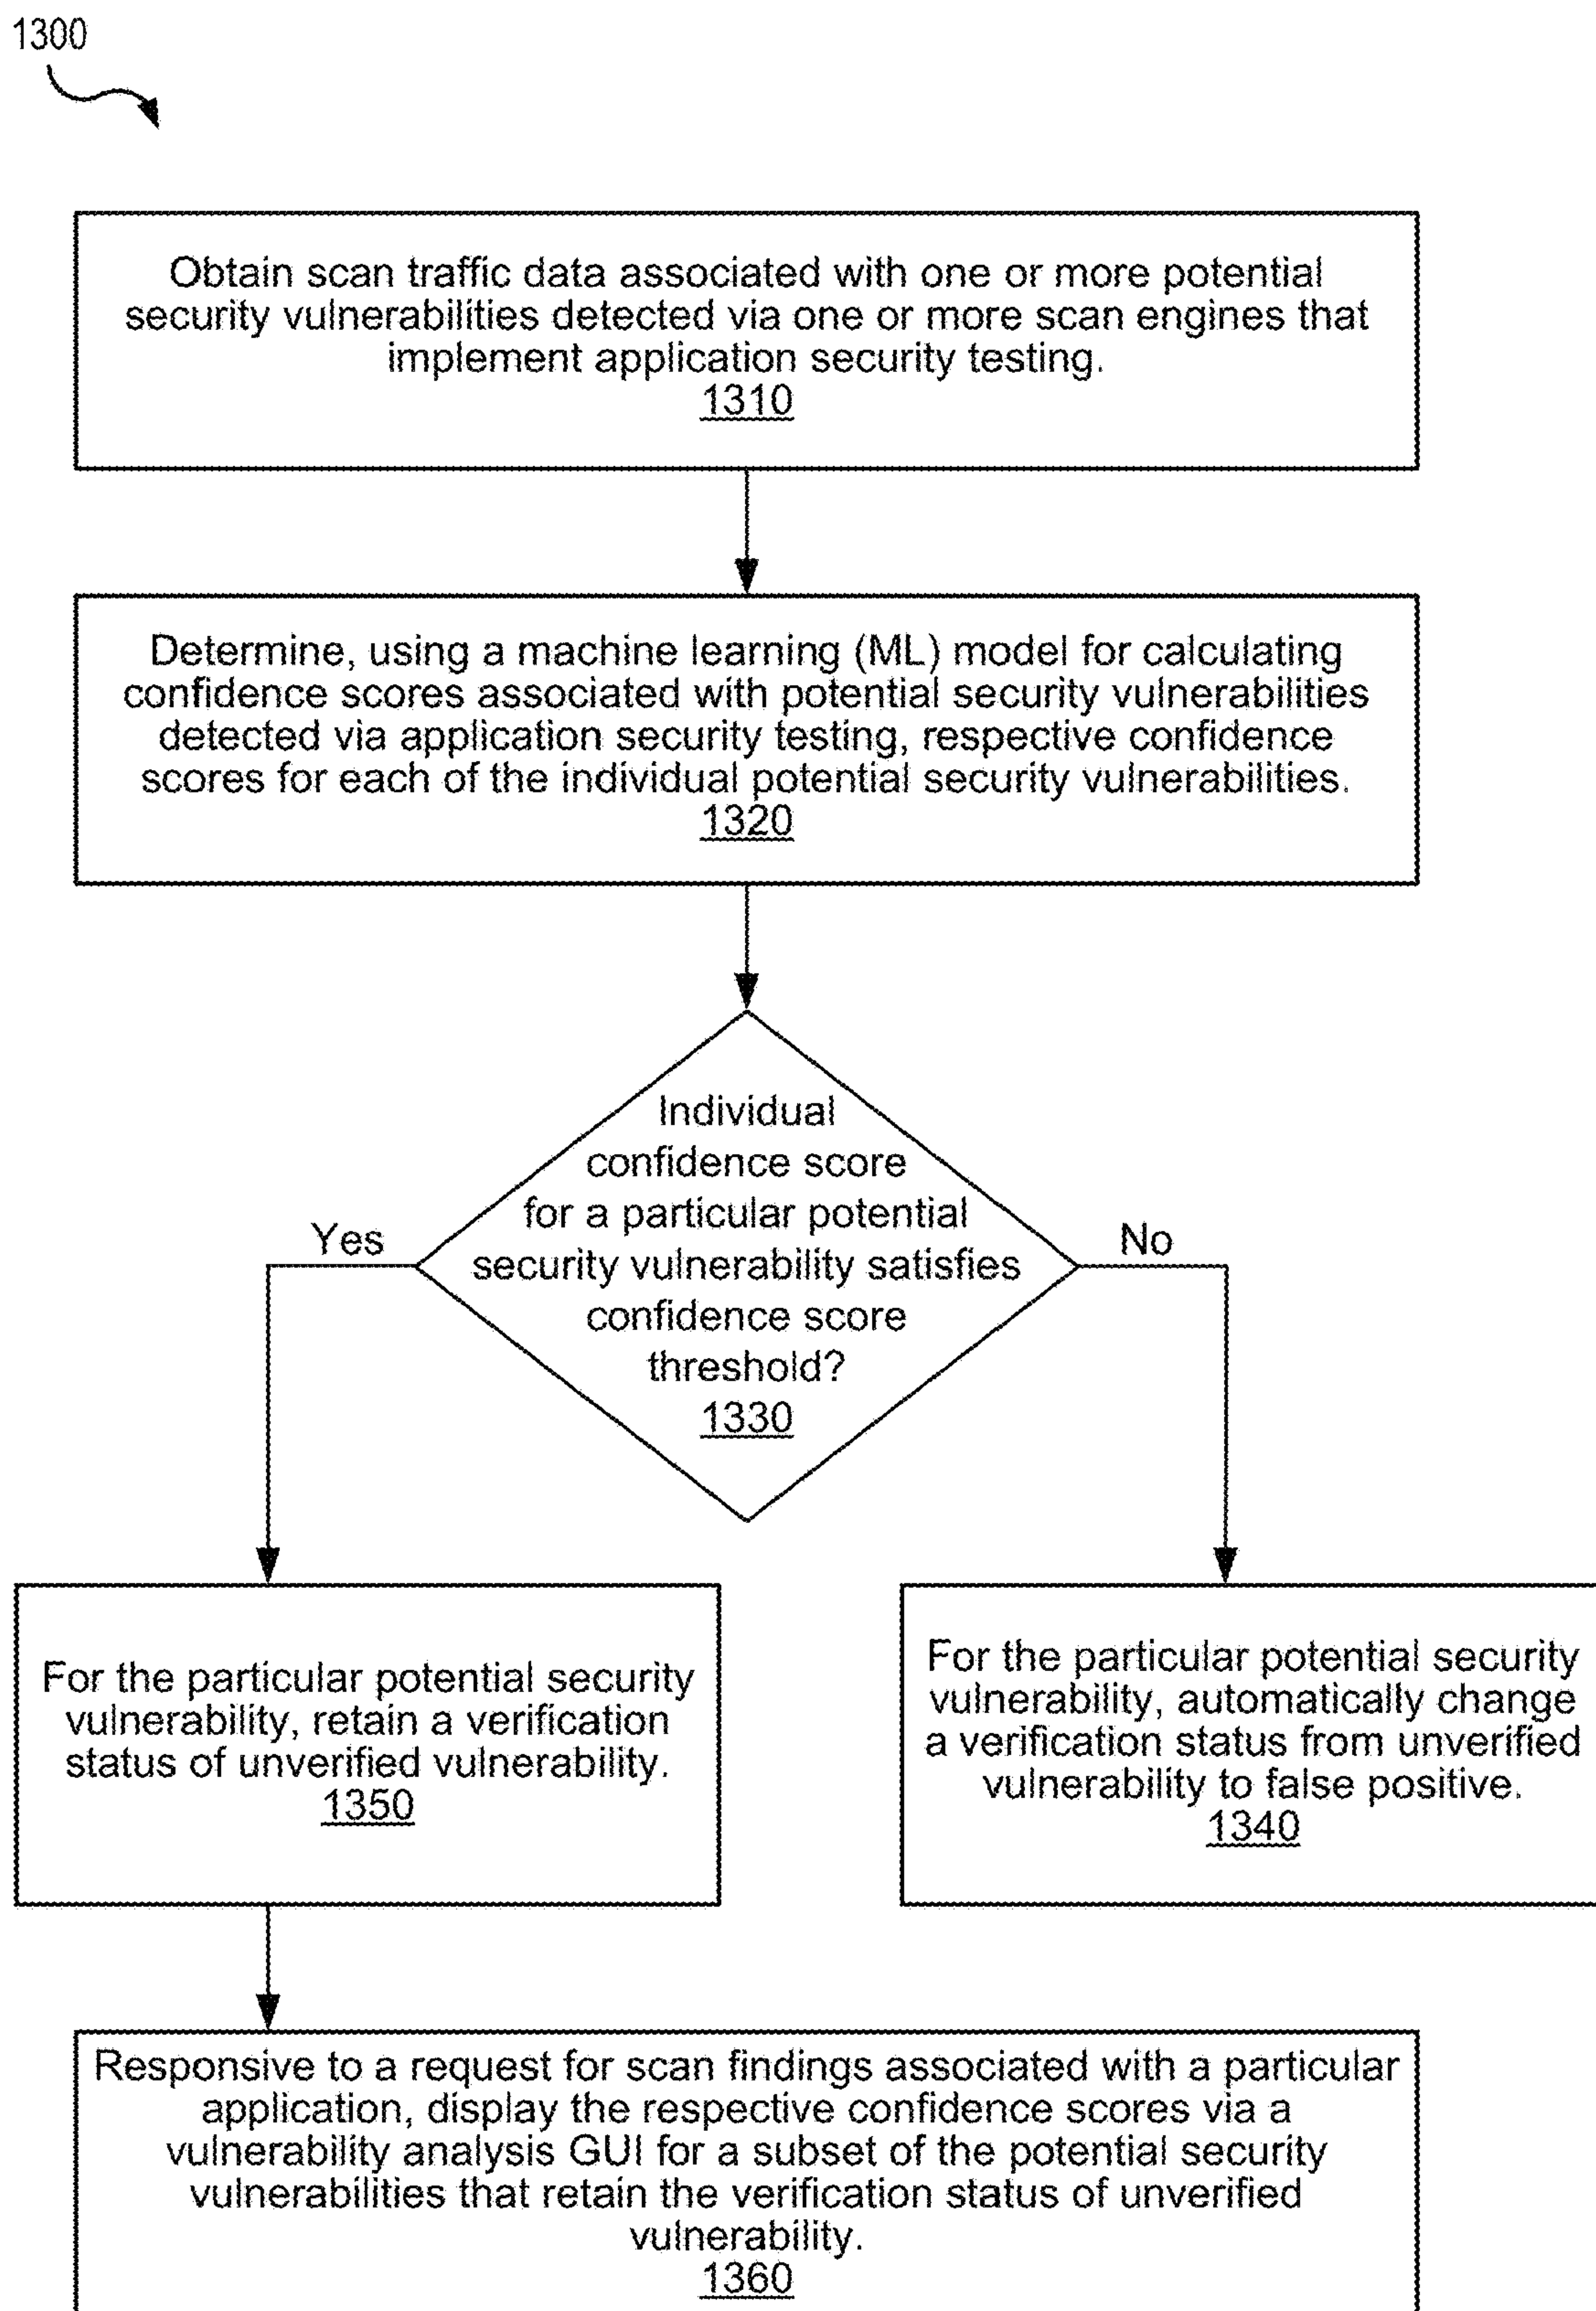 1300
Obtain scan traffic data associated with one or more potential
security vulnerabilities detected via one or more scan engines that
implement application security testing.
1310
Determine, using a machine learning (ML) model for calculating
confidence scores associated with potential security vulnerabilities
detected via application security testing, respective confidence
scores for each of the individual potential security vulnerabilities.
1320
Individual
confidence score
for a particular potential
security vulnerability satisfies
confidence score
threshold?
1330
Yes
No
For the particular potential security
vulnerability, retain a verification
status of unverified vulnerability.
1350
For the particular potential security
vulnerability, automatically change
a verification status from unverified
vulnerability to false positive.
1340
Responsive to a request for scan findings associated with a particular
application, display the respective confidence scores via a
vulnerability analysis GUI for a subset of the potential security
vulnerabilities that retain the verification status of unverified
vulnerability.
1360